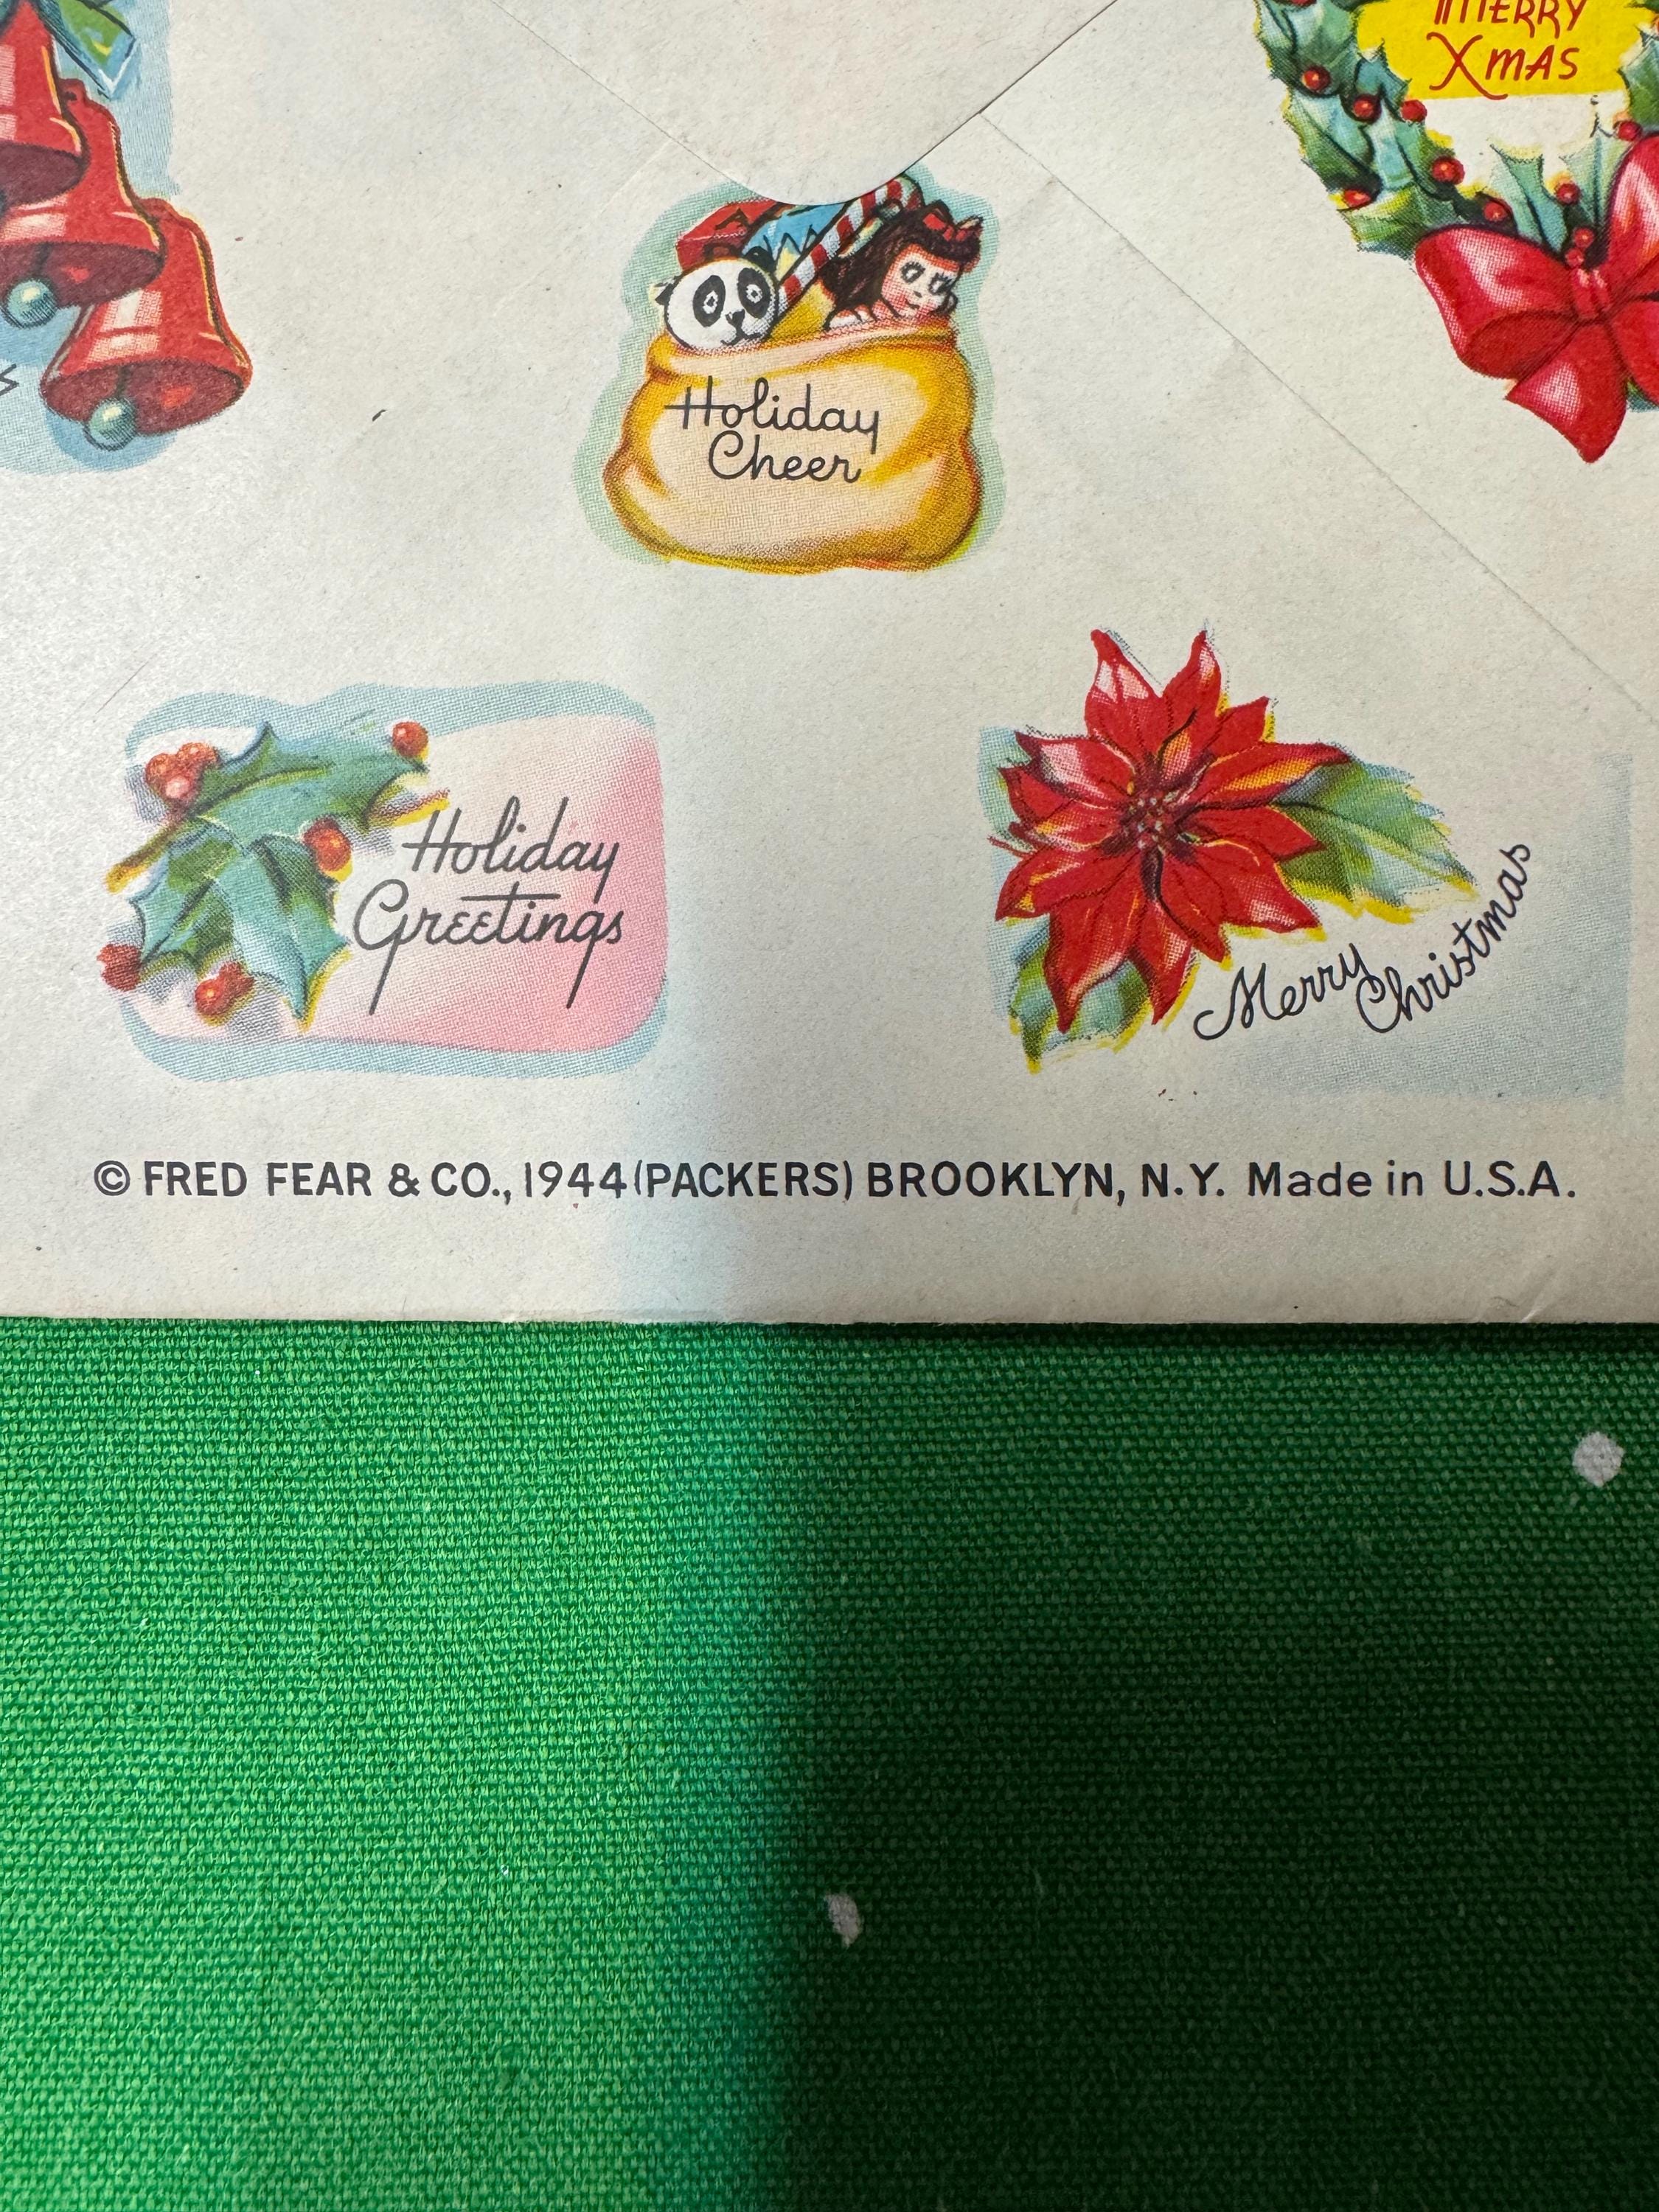 MERRY
XMAS
Holiday
Cheer
Holiday
Greetings
Merry
Christmas
© FRED FEAR & CO., 1944 (PACKERS) BROOKLYN, N.Y. Made in U.S.A.